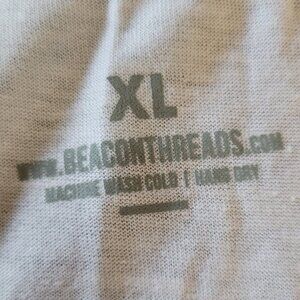 XL
www.BEACONTHREADS.com
MACHINE WASH COLD | HANG DRY